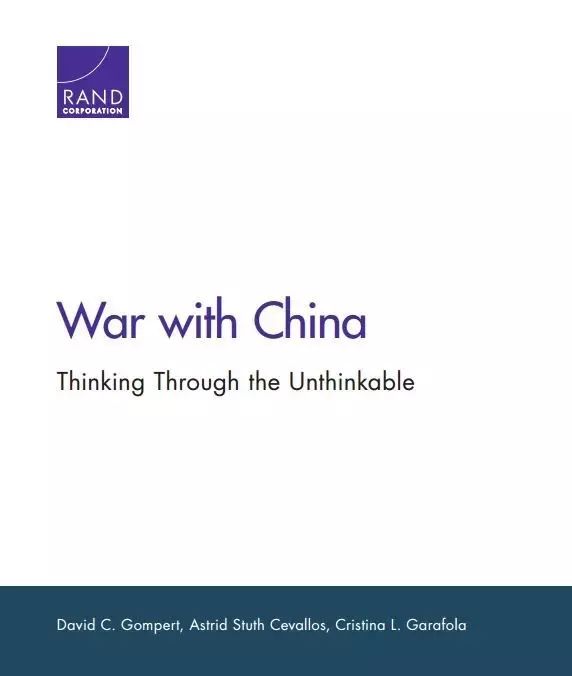 RAND
CORPORATION
War with China
Thinking Through the Unthinkable
David C. Gompert, Astrid Stuth Cevallos, Cristina L. Garafola